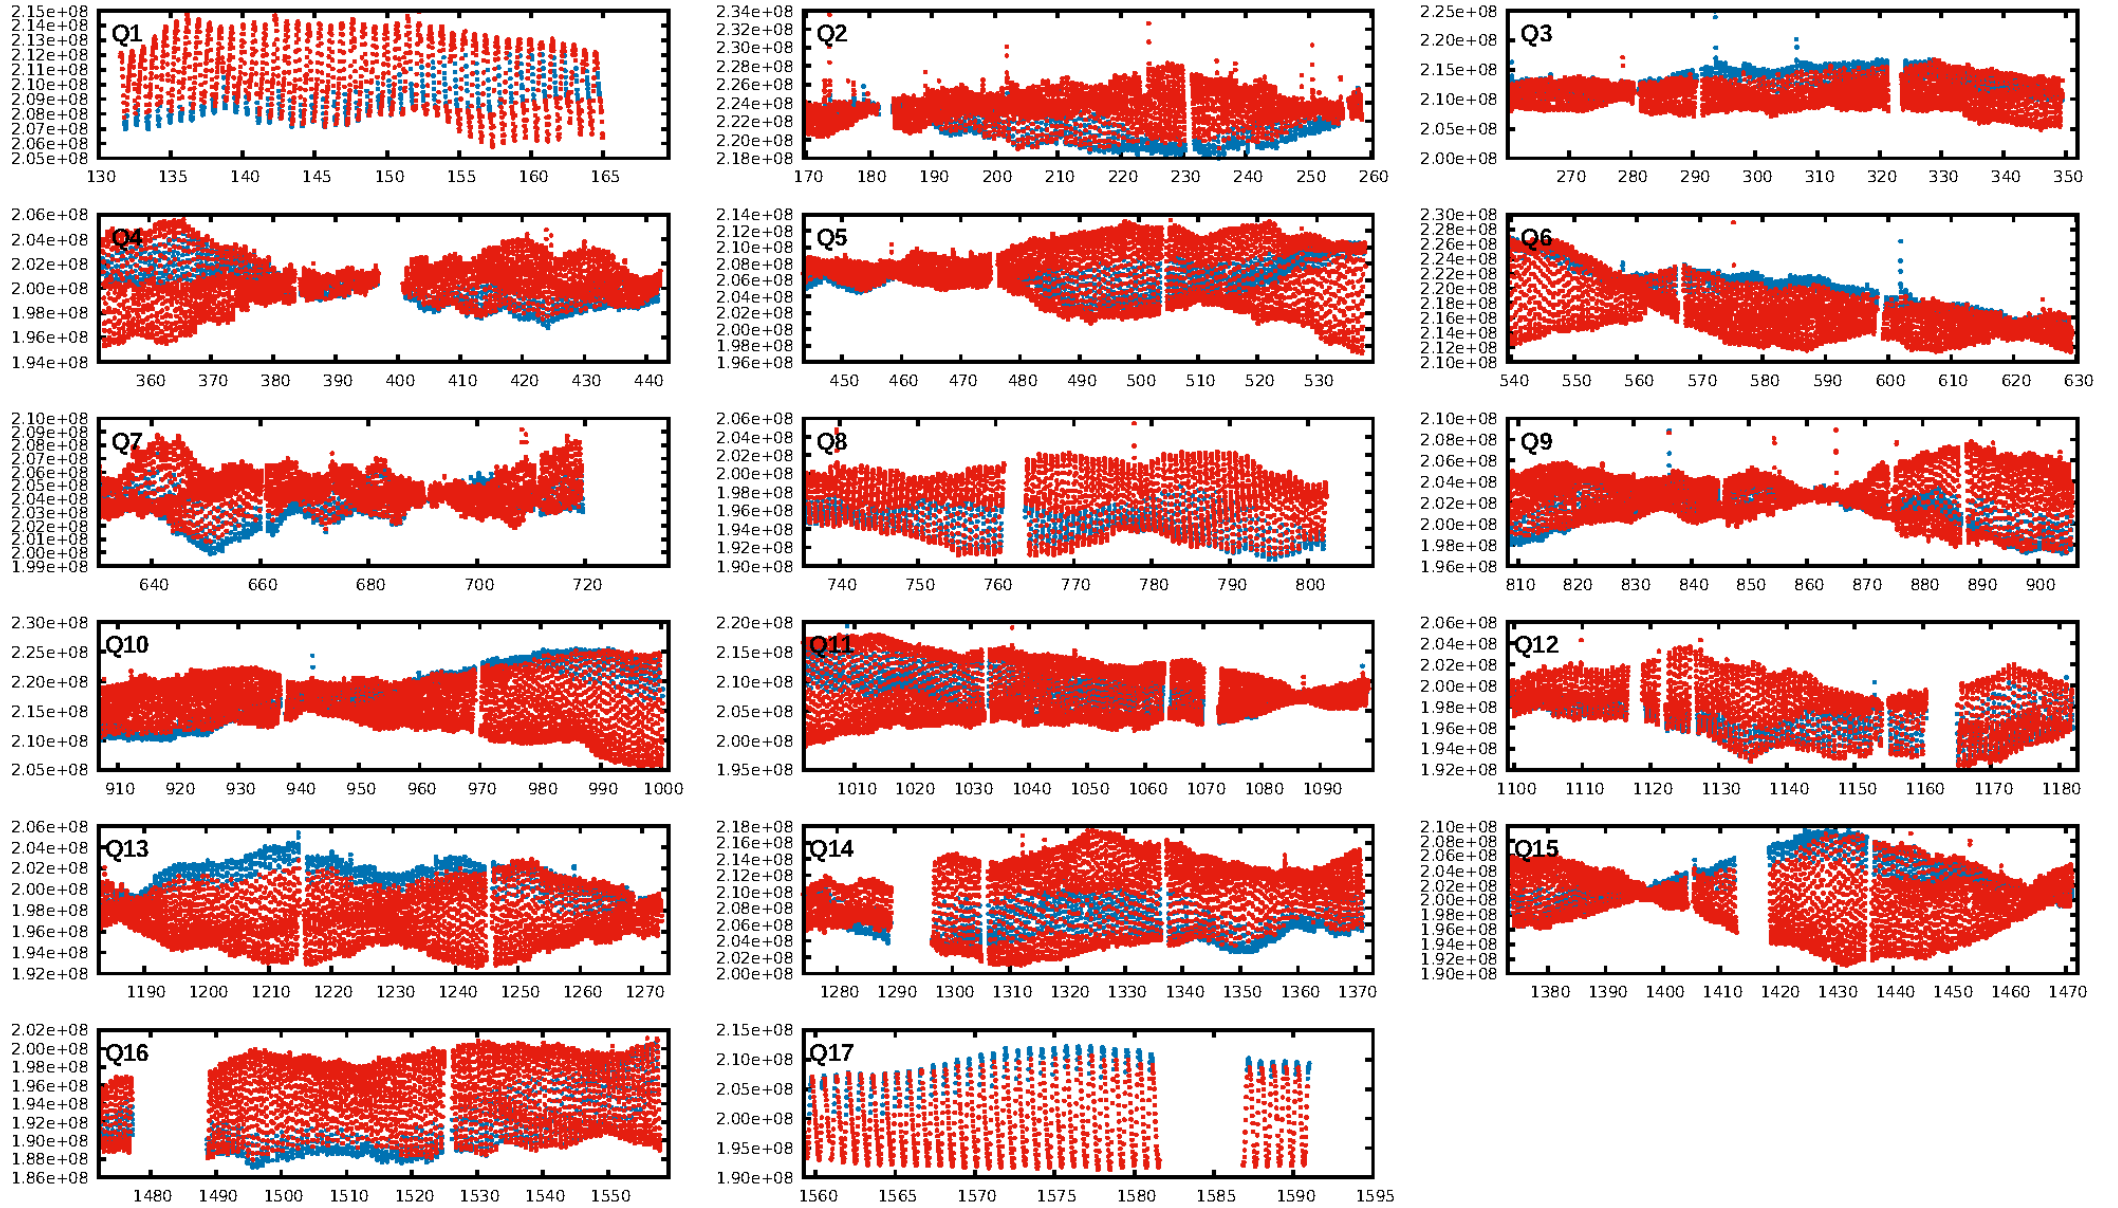 2.15e+08
2.14e+08
2.13e+08
2.12e+08
2.11e+08
2.10e+08
2.09e+08
2.08e+08
2.07e+08
2.06e+08
2.05e+08
Q1
130 135 140 145 150 155 160 165
2.34e+08
2.32e+08
2.30e+08
2.28e+08
2.26e+08
2.24e+08
2.22e+08
2.20e+08
2.18e+08
Q2
170 180 190 200 210 220 230 240 250 260
2.25e+08
2.20e+08
2.15e+08
2.10e+08
2.05e+08
2.00e+08
Q3
270 280 290 300 310 320 330 340 350
2.06e+08
2.04e+08
2.02e+08
2.00e+08
1.98e+08
1.96e+08
1.94e+08
Q4
360 370 380 390 400 410 420 430 440
2.14e+08
2.12e+08
2.10e+08
2.08e+08
2.06e+08
2.04e+08
2.02e+08
2.00e+08
1.98e+08
1.96e+08
Q5
450 460 470 480 490 500 510 520 530
2.30e+08
2.28e+08
2.26e+08
2.24e+08
2.22e+08
2.20e+08
2.18e+08
2.16e+08
2.14e+08
2.12e+08
2.10e+08
Q6
540 550 560 570 580 590 600 610 620 630
2.10e+08
2.09e+08
2.08e+08
2.07e+08
2.06e+08
2.05e+08
2.04e+08
2.03e+08
2.02e+08
2.01e+08
2.00e+08
1.99e+08
Q7
640 660 680 700 720
2.06e+08
2.04e+08
2.02e+08
2.00e+08
1.98e+08
1.96e+08
1.94e+08
1.92e+08
1.90e+08
Q8
740 750 760 770 780 790 800
2.10e+08
2.08e+08
2.06e+08
2.04e+08
2.02e+08
2.00e+08
1.98e+08
1.96e+08
Q9
810 820 830 840 850 860 870 880 890 900
2.30e+08
2.25e+08
2.20e+08
2.15e+08
2.10e+08
2.05e+08
Q10
910 920 930 940 950 960 970 980 990 1000
2.20e+08
2.15e+08
2.10e+08
2.05e+08
2.00e+08
1.95e+08
Q11
1010 1020 1030 1040 1050 1060 1070 1080 1090
2.06e+08
2.04e+08
2.02e+08
2.00e+08
1.98e+08
1.96e+08
1.94e+08
1.92e+08
Q12
1100 1110 1120 1130 1140 1150 1160 1170 1180
2.06e+08
2.04e+08
2.02e+08
2.00e+08
1.98e+08
1.96e+08
1.94e+08
1.92e+08
Q13
1190 1200 1210 1220 1230 1240 1250 1260 1270
2.18e+08
2.16e+08
2.14e+08
2.12e+08
2.10e+08
2.08e+08
2.06e+08
2.04e+08
2.02e+08
2.00e+08
Q14
1280 1290 1300 1310 1320 1330 1340 1350 1360 1370
2.10e+08
2.08e+08
2.06e+08
2.04e+08
2.02e+08
2.00e+08
1.98e+08
1.96e+08
1.94e+08
1.92e+08
1.90e+08
Q15
1380 1390 1400 1410 1420 1430 1440 1450 1460 1470
2.02e+08
2.00e+08
1.98e+08
1.96e+08
1.94e+08
1.92e+08
1.90e+08
1.88e+08
1.86e+08
Q16
1480 1490 1500 1510 1520 1530 1540 1550
2.15e+08
2.10e+08
2.05e+08
2.00e+08
1.95e+08
1.90e+08
Q17
1560 1565 1570 1575 1580 1585 1590 1595